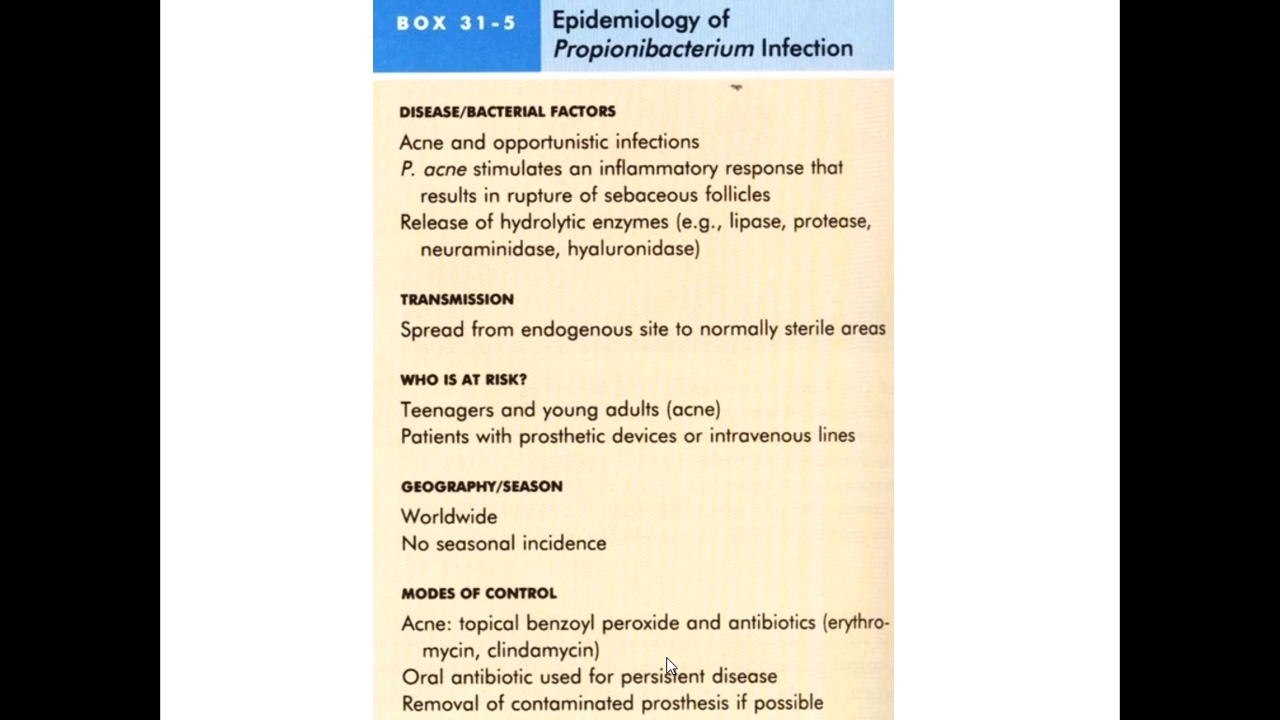 BOX 31-5
Epidemiology of
Propionibacterium Infection
DISEASE/BACTERIAL FACTORS
Acne and opportunistic infections
P. acne stimulates an inflammatory response that
results in rupture of sebaceous follicles
Release of hydrolytic enzymes (e.g., lipase, protease,
neuraminidase, hyaluronidase)
TRANSMISSION
Spread from endogenous site to normally sterile areas
WHO IS AT RISK?
Teenagers and young adults (acne)
Patients with prosthetic devices or intravenous lines
GEOGRAPHY/SEASON
Worldwide
No seasonal incidence
MODES OF CONTROL
Acne: topical benzoyl peroxide and antibiotics (erythro-
mycin, clindamycin)
Oral antibiotic used for persistent disease
Removal of contaminated prosthesis if possible